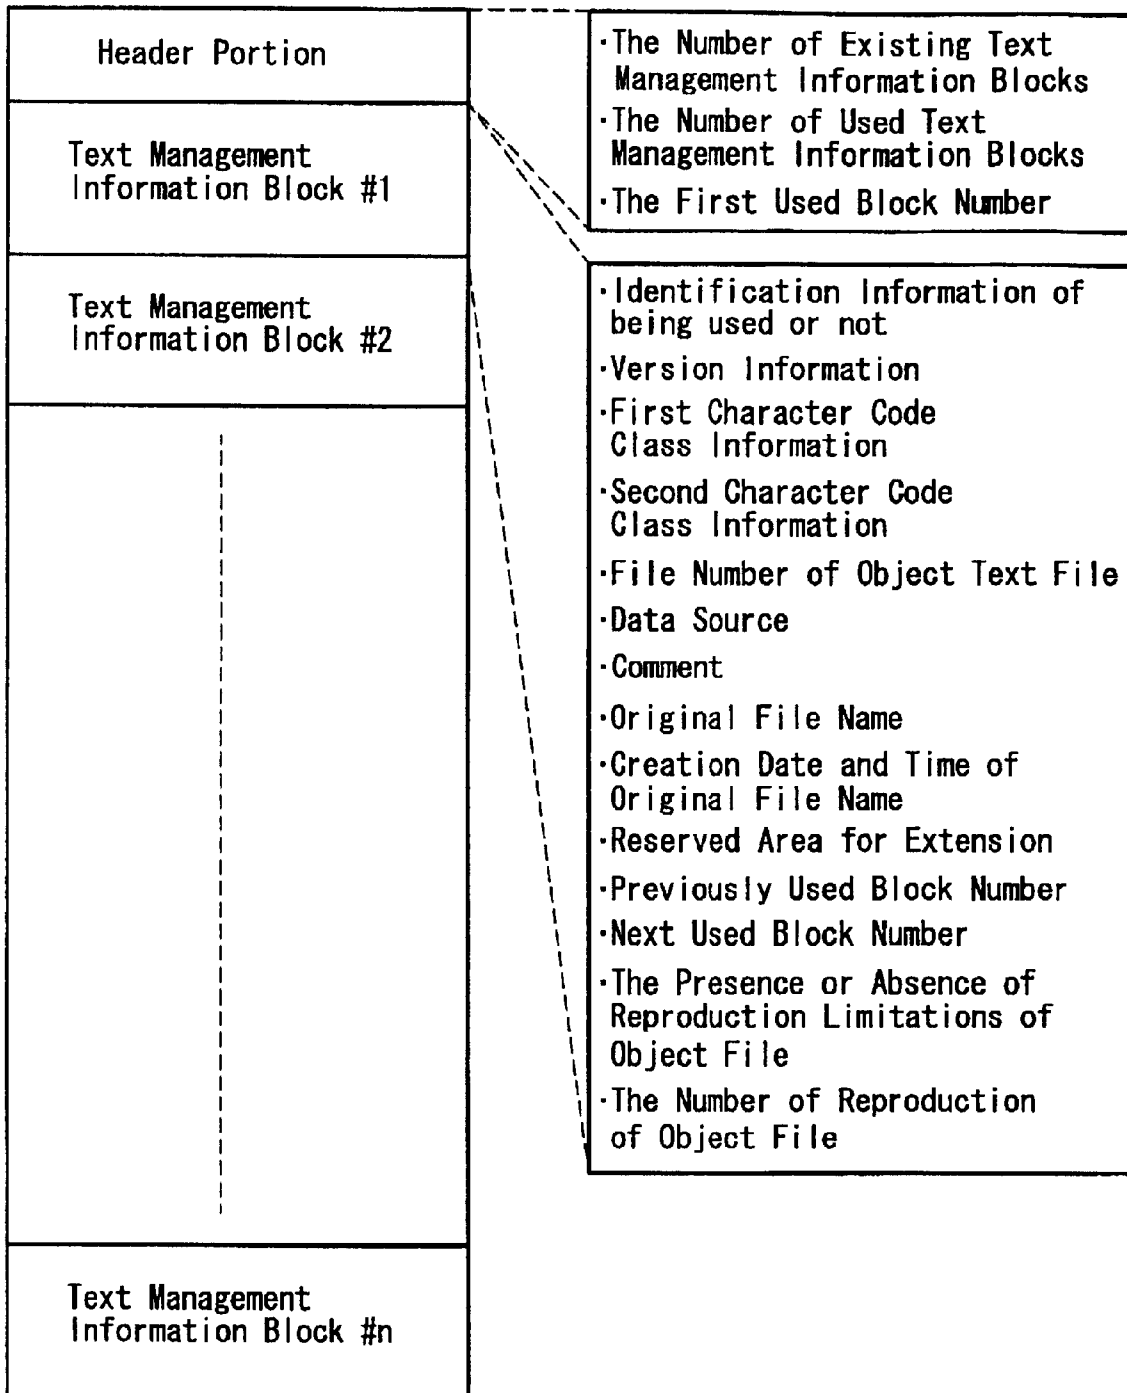 Header Portion
Text Management
Information Block #1
Text Management
Information Block #2
Text Management
Information Block #n
·The Number of Existing Text
Management Information Blocks
·The Number of Used Text
Management Information Blocks
·The First Used Block Number
·Identification Information of
being used or not
·Version Information
·First Character Code
Class Information
·Second Character Code
Class Information
·File Number of Object Text File
·Data Source
·Comment
·Original File Name
·Creation Date and Time of
Original File Name
·Reserved Area for Extension
·Previously Used Block Number
·Next Used Block Number
·The Presence or Absence of
Reproduction Limitations of
Object File
·The Number of Reproduction
of Object File